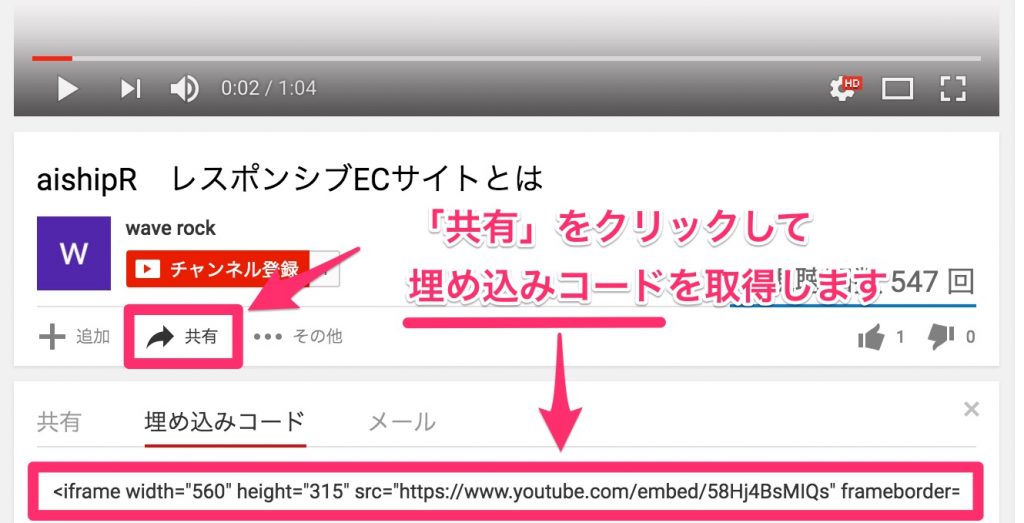 0:02 / 1:04
HD
aishipR　レスポンシブECサイトとは
W
wave rock
「共有」をクリックして
チャンネル登録
埋め込みコードを取得します
547 回
追加
共有
その他
1
0
共有
埋め込みコード
メール
<iframe width="560" height="315" src="https://www.youtube.com/embed/58Hj4BsMIQs" frameborder=